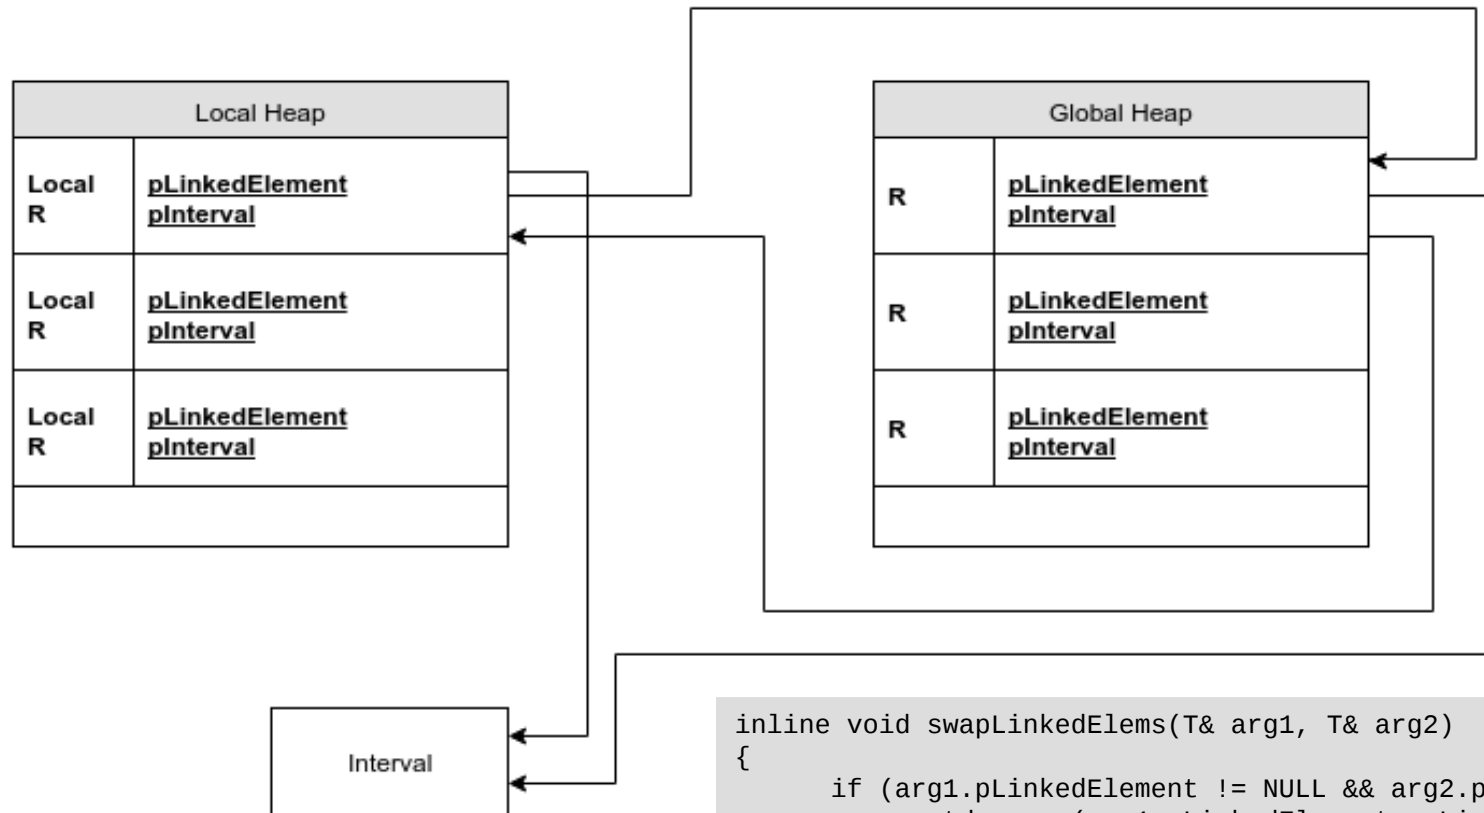 Local Heap
Local
R
pLinkedElement
pInterval
Local
R
pLinkedElement
pInterval
Local
R
pLinkedElement
pInterval
Global Heap
R
pLinkedElement
pInterval
R
pLinkedElement
pInterval
R
pLinkedElement
pInterval
Interval
inline void swapLinkedElems(T& arg1, T& arg2)
{
if (arg1.pLinkedElement != NULL && arg2.p